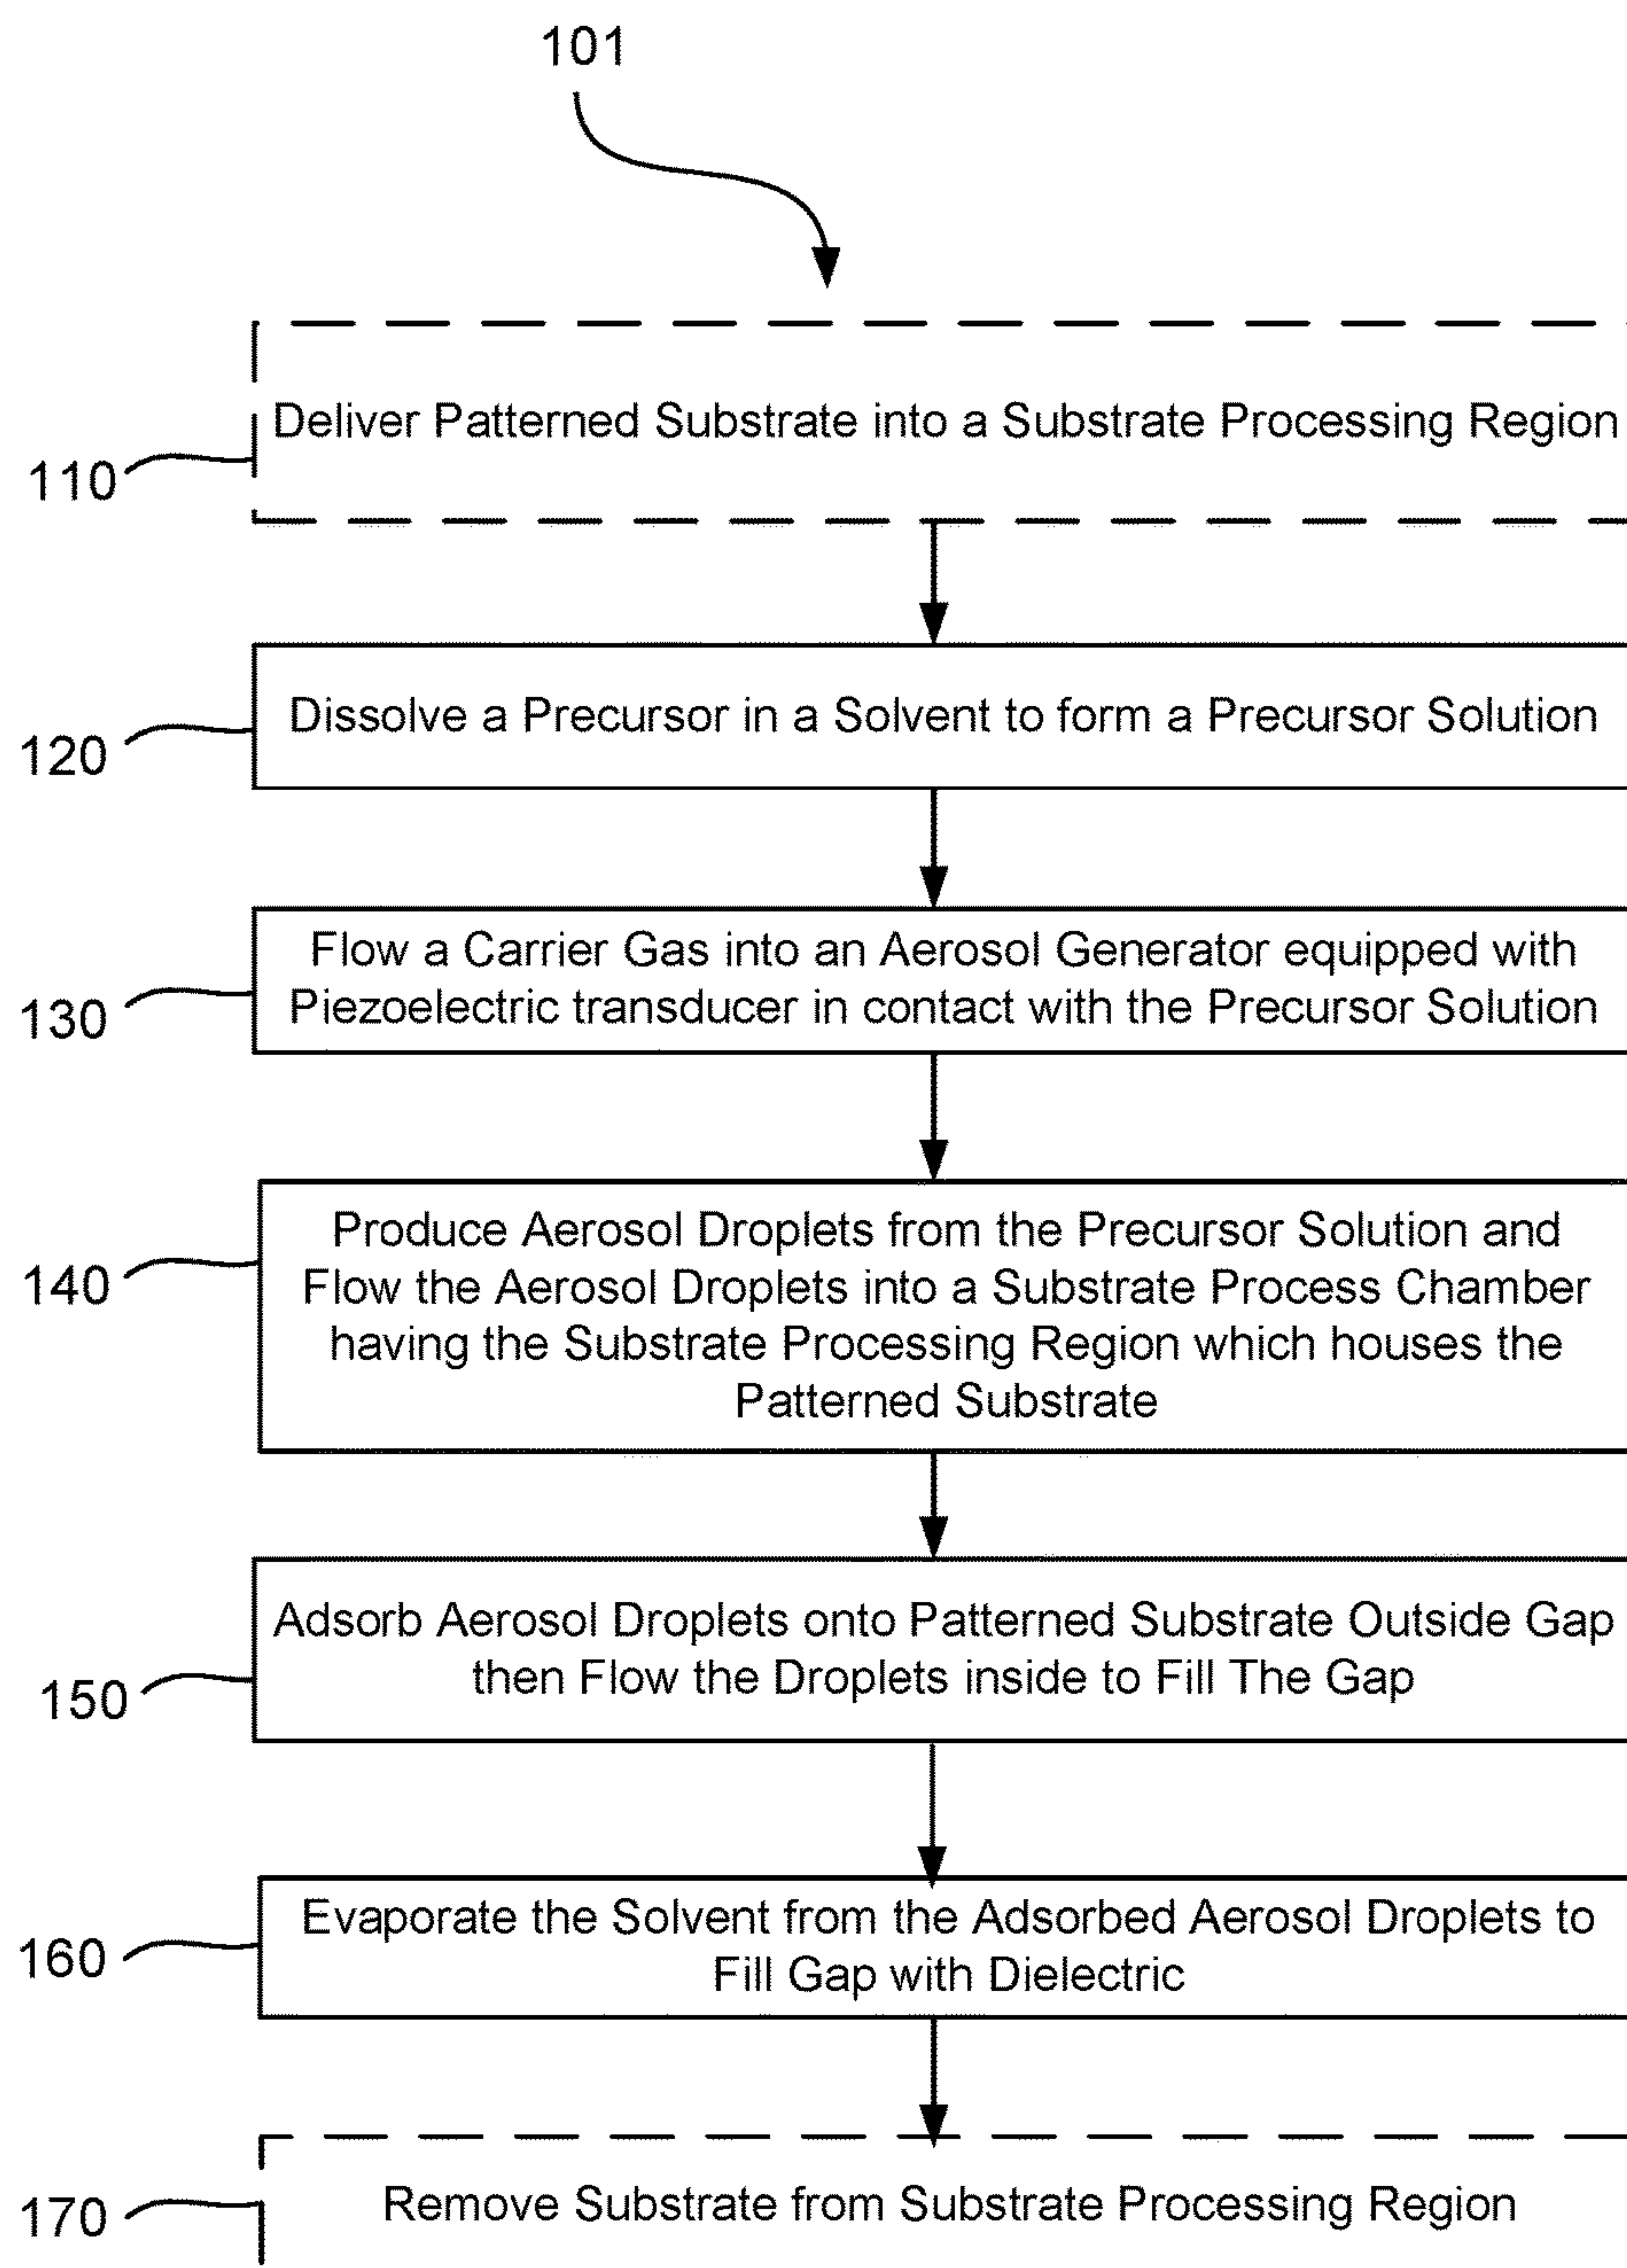 101
110
Deliver Patterned Substrate into a Substrate Processing Region
120
Dissolve a Precursor in a Solvent to form a Precursor Solution
130
Flow a Carrier Gas into an Aerosol Generator equipped with
Piezoelectric transducer in contact with the Precursor Solution
140
Produce Aerosol Droplets from the Precursor Solution and
Flow the Aerosol Droplets into a Substrate Process Chamber
having the Substrate Processing Region which houses the
Patterned Substrate
150
Adsorb Aerosol Droplets onto Patterned Substrate Outside Gap
then Flow the Droplets inside to Fill The Gap
160
Evaporate the Solvent from the Adsorbed Aerosol Droplets to
Fill Gap with Dielectric
170
Remove Substrate from Substrate Processing Region